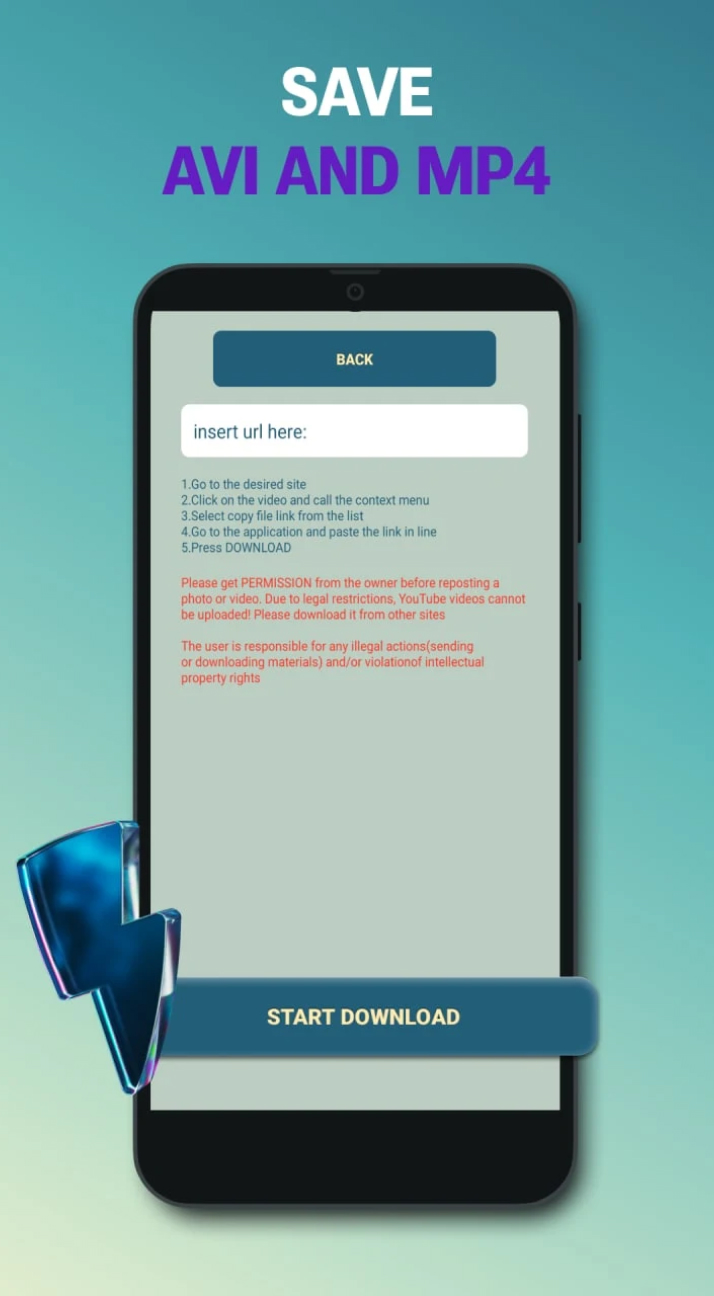 SAVE
AVI AND MP4
BACK
insert url here:
1.Go to the desired site
2.Click on the video and call the context menu
3.Select copy file link from the list
4.Go to the application and paste the link in line
5.Press DOWNLOAD
Please get PERMISSION from the owner before reposting a
photo or video. Due to legal restrictions, YouTube videos cannot
be uploaded! Please download it from other sites
The user is responsible for any illegal actions(sending
or downloading materials) and/or violationof intellectual
property rights
START DOWNLOAD